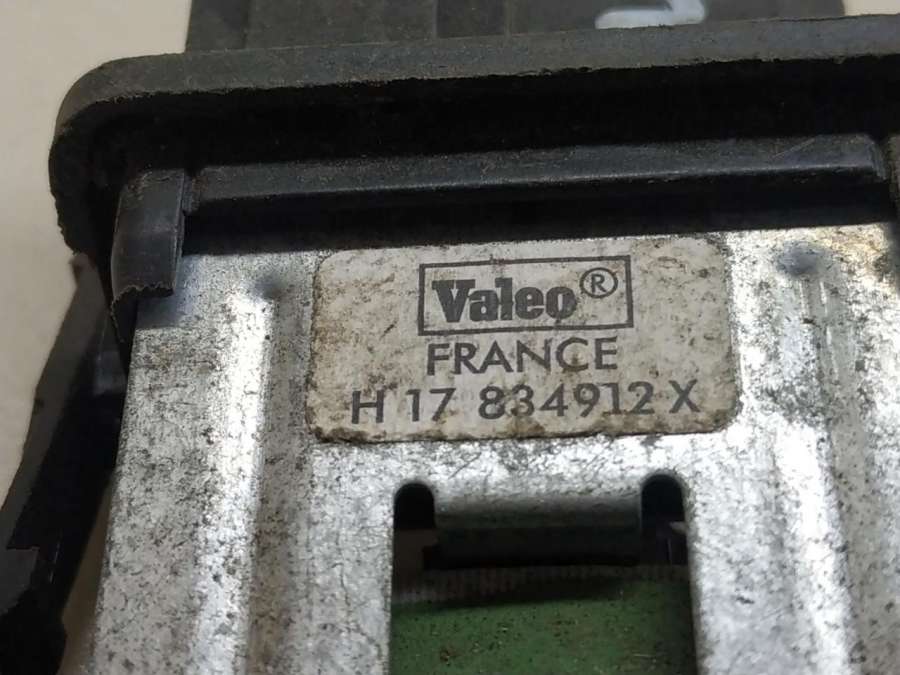 Valeo®
FRANCE
H 17 834912 X